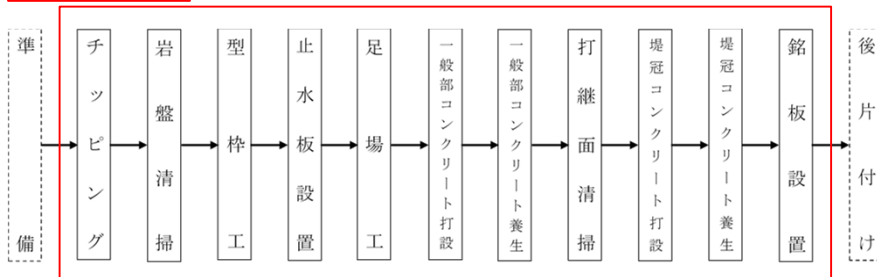 準備
チッピング
岩盤清掃
型枠工
止水板設置
足場工
一般部コンクリート打設
一般部コンクリート養生
打継面清掃
堤冠コンクリート打設
堤冠コンクリート養生
銘板設置
後片付け